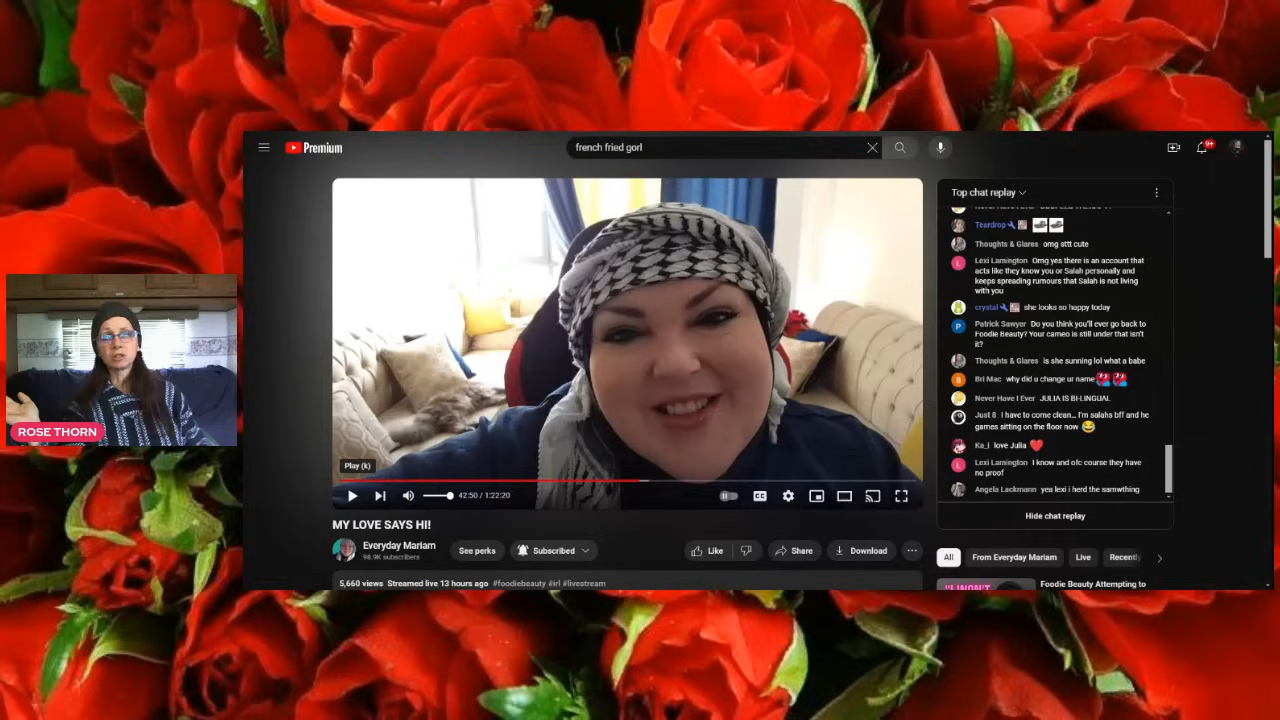 Premium
french fried gorl
9+
Top chat replay
Teardrop
Thoughts & Glares omg sttt cute
Lexi Lamington Omg yes there is an account that
acts like they know you or Salah personally and
keeps spreading rumours that Salah is not living
with you
crystal she looks so happy today
Patrick Sawyer Do you think you'll ever go back to
Foodie Beauty? Your cameo is still under that isn't
it?
Thoughts & Glares is she sunning lol what a babe
Bri Mac why did u change ur name
Never Have I Ever JULIA IS BI-LINGUAL
Just 8 I have to come clean... I'm salahs bff and he
games sitting on the floor now
Ka_i love Julia
Lexi Lamington I know and ofc course they have
no proof
Angela Lackmann yea lexi i herd the samwthing
Hide chat replay
ROSE THORN
Play (k)
42:50 / 1:22:20
CC
MY LOVE SAYS HI!
Everyday Mariam
98.9K subscribers
See perks
Subscribed
Like
Share
Download
All
From Everyday Mariam
Live
Recently
5,660 views Streamed live 13 hours ago #foodiebeauty #irl #livestream
"I WON'T
Foodie Beauty Attempting to